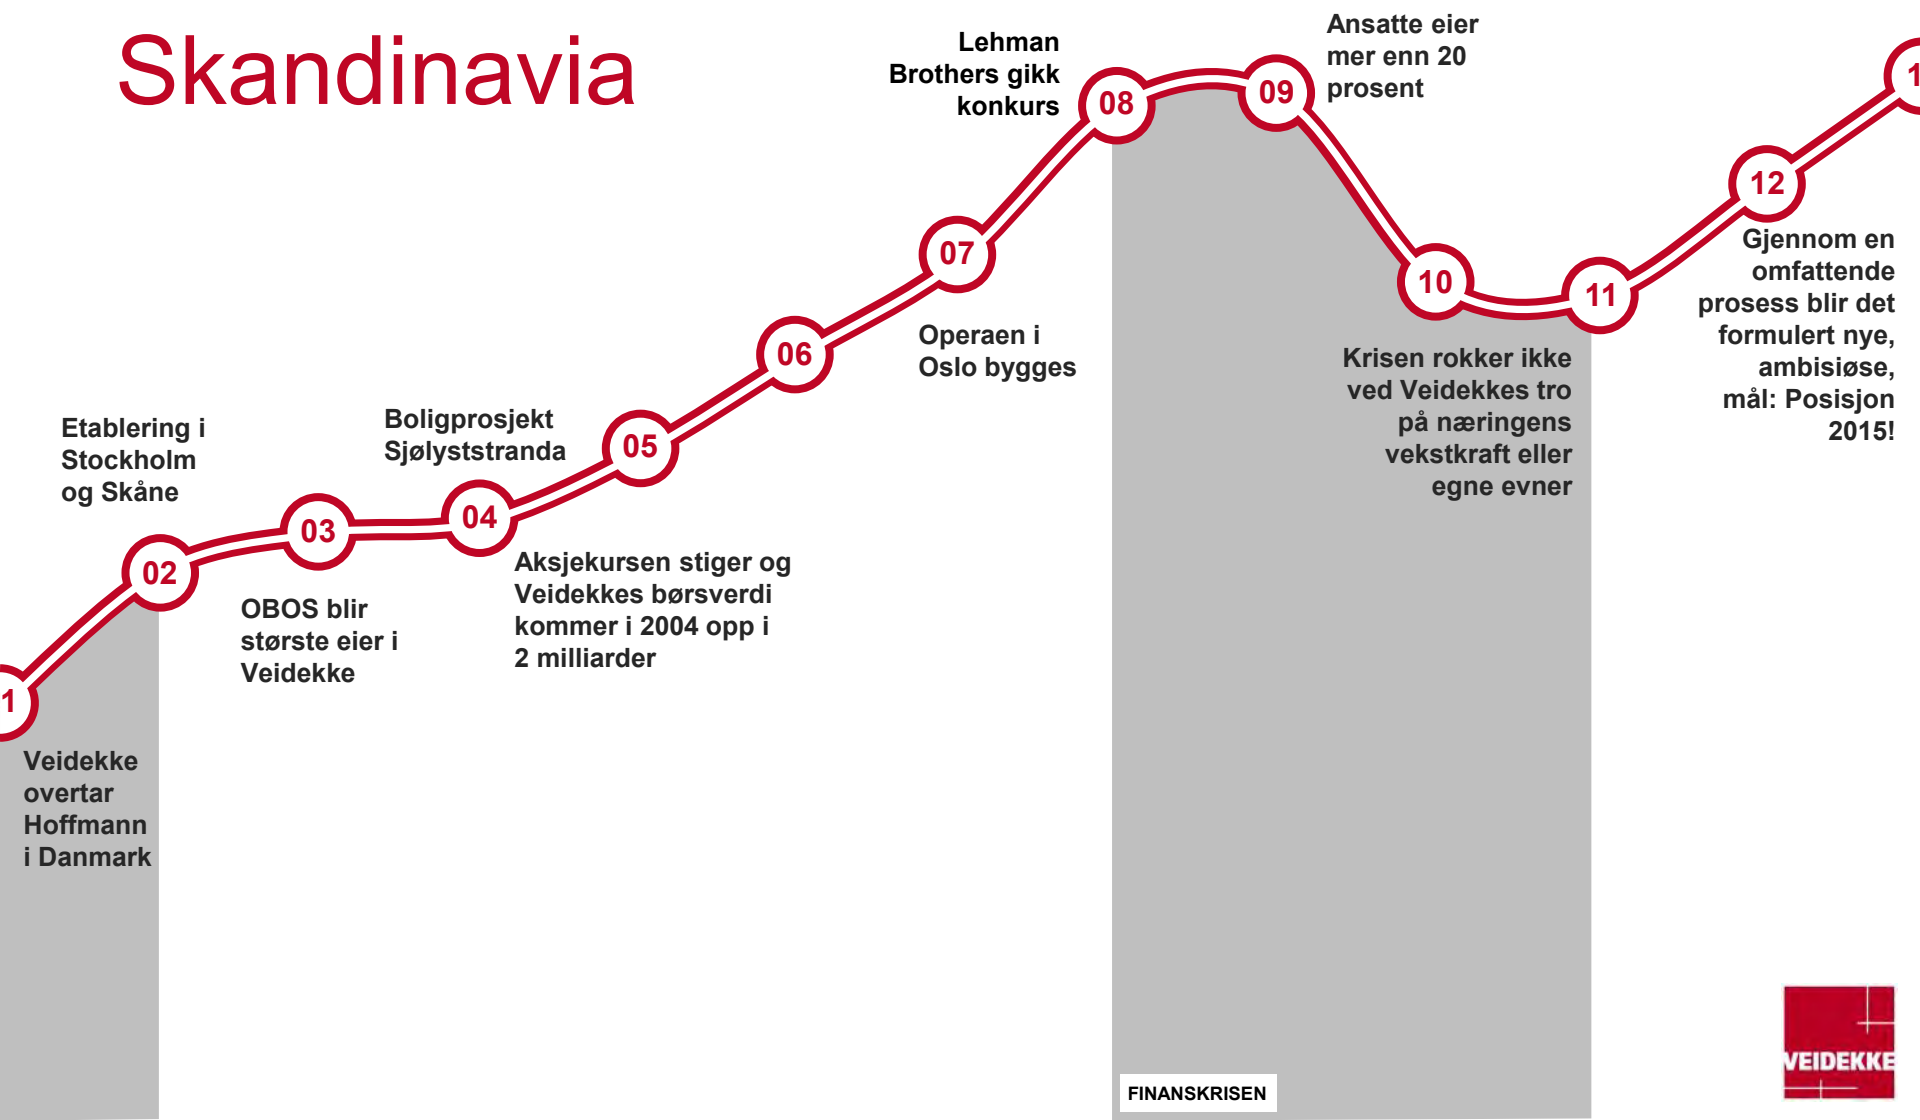 Skandinavia
Lehman
Brothers gikk
konkurs
Ansatte eier
mer enn 20
prosent
1
08
09
12
07
10
11
Gjennom en
omfattende
prosess blir det
formulert nye,
ambisiøse,
mål: Posisjon
2015!
Operaen i
Oslo bygges
06
Krisen rokker ikke
ved Veidekkes tro
på næringens
vekstkraft eller
egne evner
Etablering i
Stockholm
og Skåne
Boligprosjekt
Sjølyststranda
05
04
03
02
Aksjekursen stiger og
Veidekkes børsverdi
kommer i 2004 opp i
2 milliarder
OBOS blir
største eier i
Veidekke
1
Veidekke
overtar
Hoffmann
i Danmark
FINANSKRISEN
VEIDEKKE